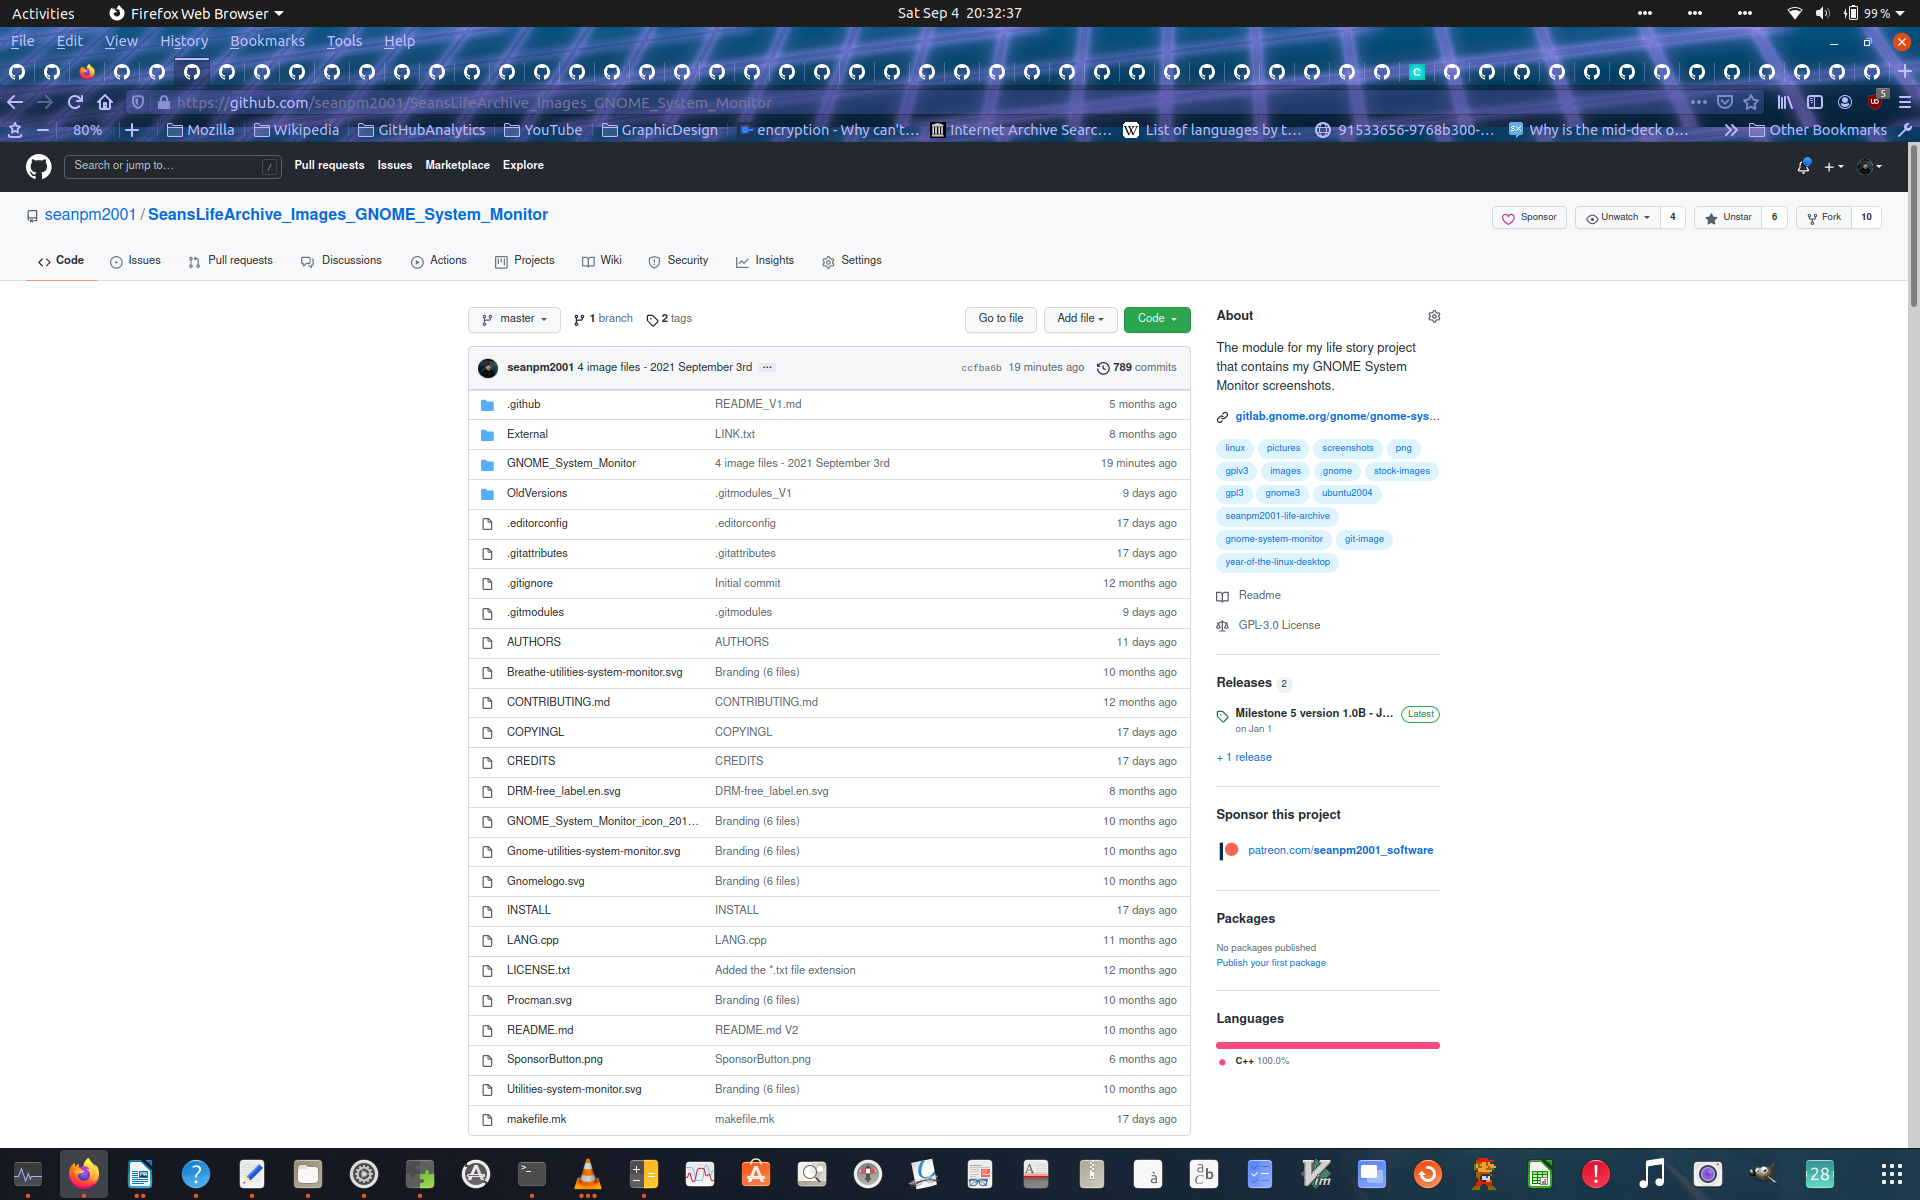 Activities Firefox Web Browser Sat Sep 4 20:32:37 99 %
File Edit View History Bookmarks Tools Help
https://github.com/seanpm2001/SeansLifeArchive_Images_GNOME_System_Monitor 5
80% Mozilla Wikipedia GitHubAnalytics YouTube GraphicDesign encryption - Why can't… Internet Archive Searc… List of languages by t… 91533656-9768b300-… Why is the mid-deck o… Other Bookmarks
Search or jump to… / Pull requests Issues Marketplace Explore
seanpm2001 / SeansLifeArchive_Images_GNOME_System_Monitor Sponsor Unwatch 4 Unstar 6 Fork 10
Code Issues Pull requests Discussions Actions Projects Wiki Security Insights Settings
master 1 branch 2 tags Go to file Add file Code
seanpm2001 4 image files - 2021 September 3rd ... ccfba6b 19 minutes ago 789 commits
.github README_V1.md 5 months ago
External LINK.txt 8 months ago
GNOME_System_Monitor 4 image files - 2021 September 3rd 19 minutes ago
OldVersions .gitmodules_V1 9 days ago
.editorconfig .editorconfig 17 days ago
.gitattributes .gitattributes 17 days ago
.gitignore Initial commit 12 months ago
.gitmodules .gitmodules 9 days ago
AUTHORS AUTHORS 11 days ago
Breathe-utilities-system-monitor.svg Branding (6 files) 10 months ago
CONTRIBUTING.md CONTRIBUTING.md 12 months ago
COPYINGL COPYINGL 17 days ago
CREDITS CREDITS 17 days ago
DRM-free_label.en.svg DRM-free_label.en.svg 8 months ago
GNOME_System_Monitor_icon_201… Branding (6 files) 10 months ago
Gnome-utilities-system-monitor.svg Branding (6 files) 10 months ago
Gnomelogo.svg Branding (6 files) 10 months ago
INSTALL INSTALL 17 days ago
LANG.cpp LANG.cpp 11 months ago
LICENSE.txt Added the *.txt file extension 12 months ago
Procman.svg Branding (6 files) 10 months ago
README.md README.md V2 10 months ago
SponsorButton.png SponsorButton.png 6 months ago
Utilities-system-monitor.svg Branding (6 files) 10 months ago
makefile.mk makefile.mk 17 days ago
About
The module for my life story project
that contains my GNOME System
Monitor screenshots.
gitlab.gnome.org/gnome/gnome-sys…
linux pictures screenshots png
gplv3 images gnome stock-images
gpl3 gnome3 ubuntu2004
seanpm2001-life-archive
gnome-system-monitor git-image
year-of-the-linux-desktop
Readme
GPL-3.0 License
Releases 2
Milestone 5 version 1.0B - J… Latest
on Jan 1
+ 1 release
Sponsor this project
patreon.com/seanpm2001_software
Packages
No packages published
Publish your first package
Languages
C++ 100.0%
28